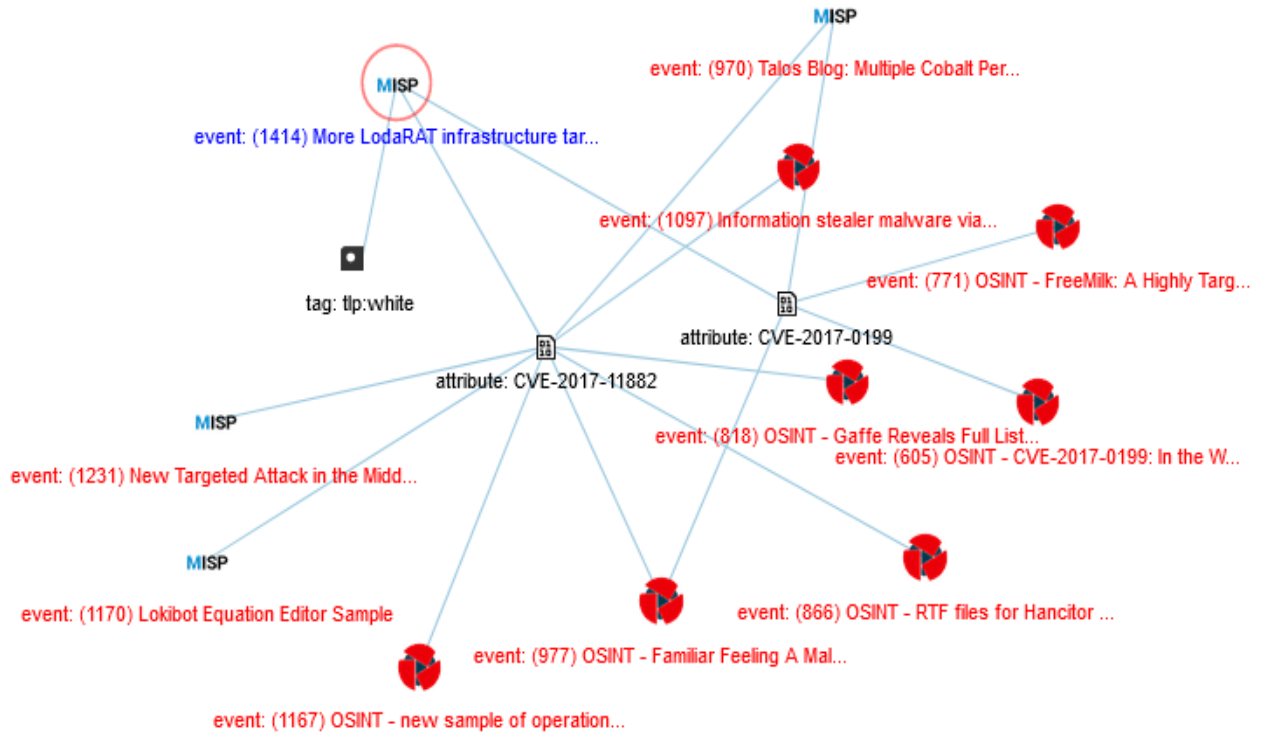 MISP
event: (970) Talos Blog: Multiple Cobalt Per...
MISP
event: (1414) More LodaRAT infrastructure tar...
event: (1097) Information stealer malware via...
tag: tlp:white
event: (771) OSINT - FreeMilk: A Highly Targ...
attribute: CVE-2017-0199
attribute: CVE-2017-11882
MISP
event: (818) OSINT - Gaffe Reveals Full List...
event: (605) OSINT - CVE-2017-0199: In the W...
event: (1231) New Targeted Attack in the Midd...
MISP
event: (1170) Lokibot Equation Editor Sample
event: (866) OSINT - RTF files for Hancitor ...
event: (977) OSINT - Familiar Feeling A Mal...
event: (1167) OSINT - new sample of operation...